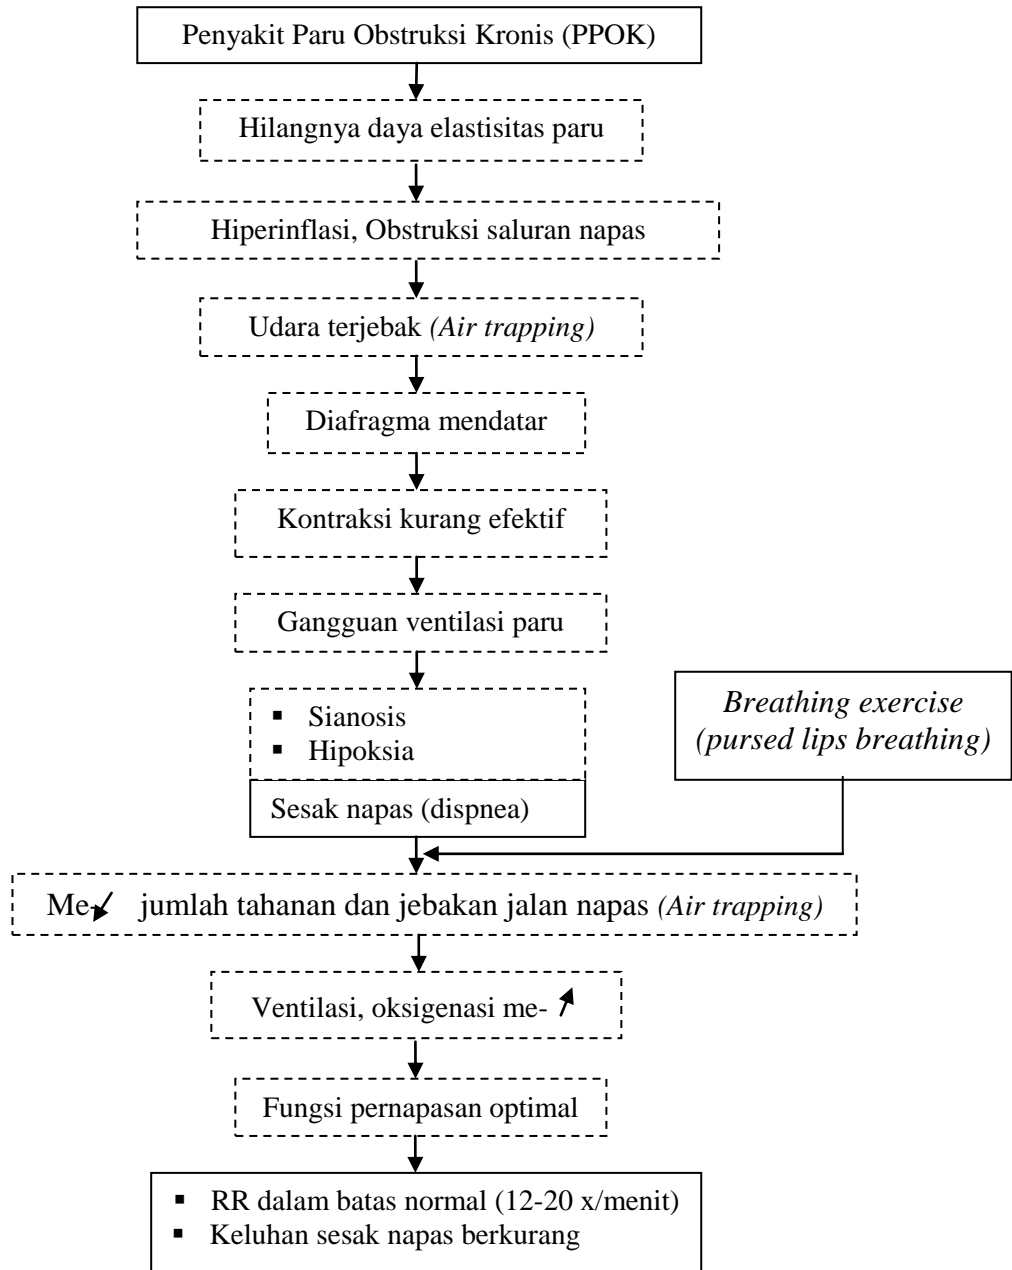 Penyakit Paru Obstruksi Kronis (PPOK)
Hilangnya daya elastisitas paru
Hiperinflasi, Obstruksi saluran napas
Udara terjebak (Air trapping)
Diafragma mendatar
Kontraksi kurang efektif
Gangguan ventilasi paru
▪ Sianosis
▪ Hipoksia
Sesak napas (dispnea)
Breathing exercise
(pursed lips breathing)
Me-↙ jumlah tahanan dan jebakan jalan napas (Air trapping)
Ventilasi, oksigenasi me- ↗
Fungsi pernapasan optimal
▪ RR dalam batas normal (12-20 x/menit)
▪ Keluhan sesak napas berkurang